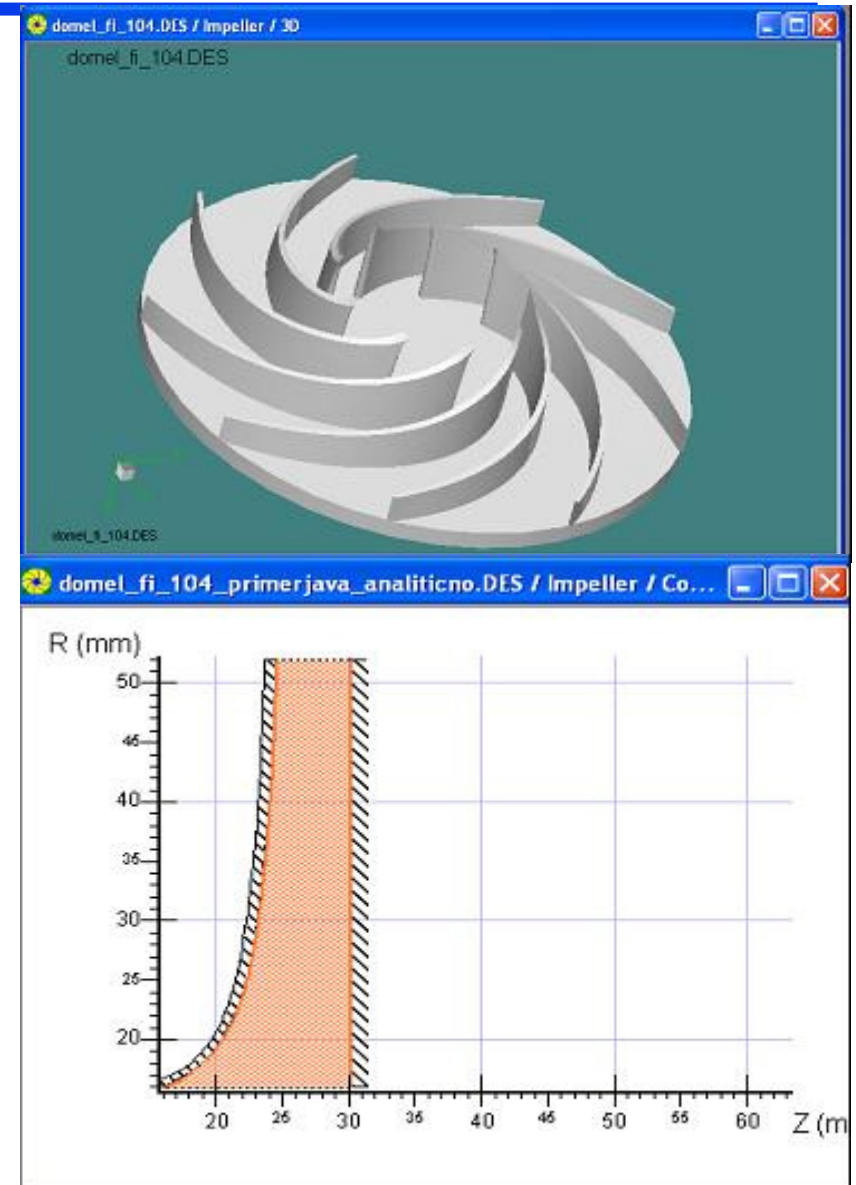 domel_fi_104.DES / Impeller / 3D
domel_fi_104.DES
domel_fi_104.DES
domel_fi_104_primerjava_analiticno.DES / Impeller / Co...
R (mm)
50
45
40
35
30
25
20
20 25 30 35 40 45 50 55 60 Z (m